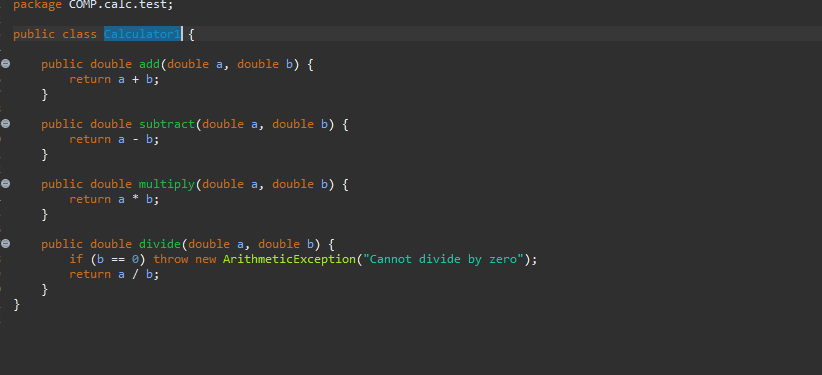 package COMP.calc.test;
public class Calculator1 {
public double add(double a, double b) {
return a + b;
}
public double subtract(double a, double b) {
return a - b;
}
public double multiply(double a, double b) {
return a * b;
}
public double divide(double a, double b) {
if (b == 0) throw new ArithmeticException("Cannot divide by zero");
return a / b;
}
}